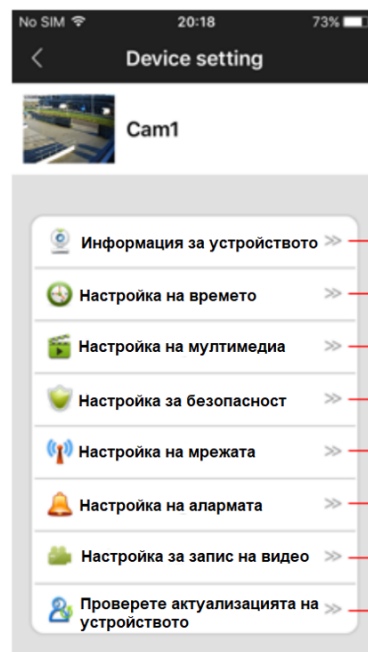 No SIM 20:18 73%
Device setting
Cam1
Информация за устройството
Настройка на времето
Настройка на мултимедиа
Настройка за безопасност
Настройка на мрежата
Настройка на алармата
Настройка за запис на видео
Проверете актуализацията на
устройството